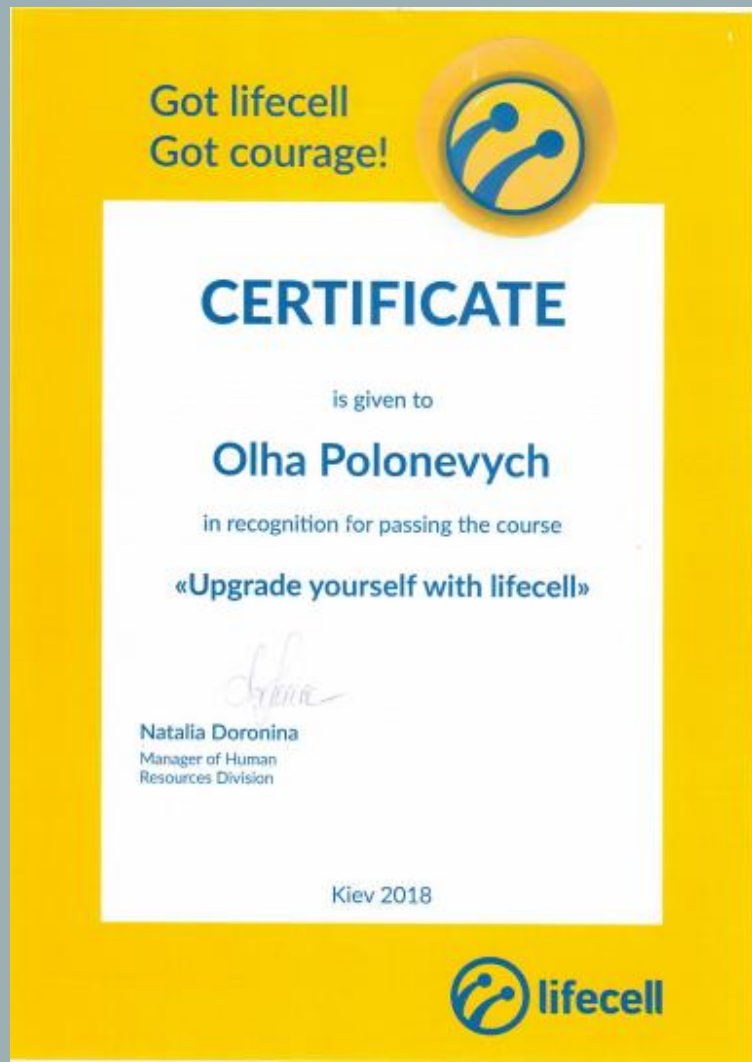 Got lifecell
Got courage!
CERTIFICATE
is given to
Olha Polonevych
in recognition for passing the course
«Upgrade yourself with lifecell»
Natalia Doronina
Manager of Human
Resources Division
Kiev 2018
lifecell